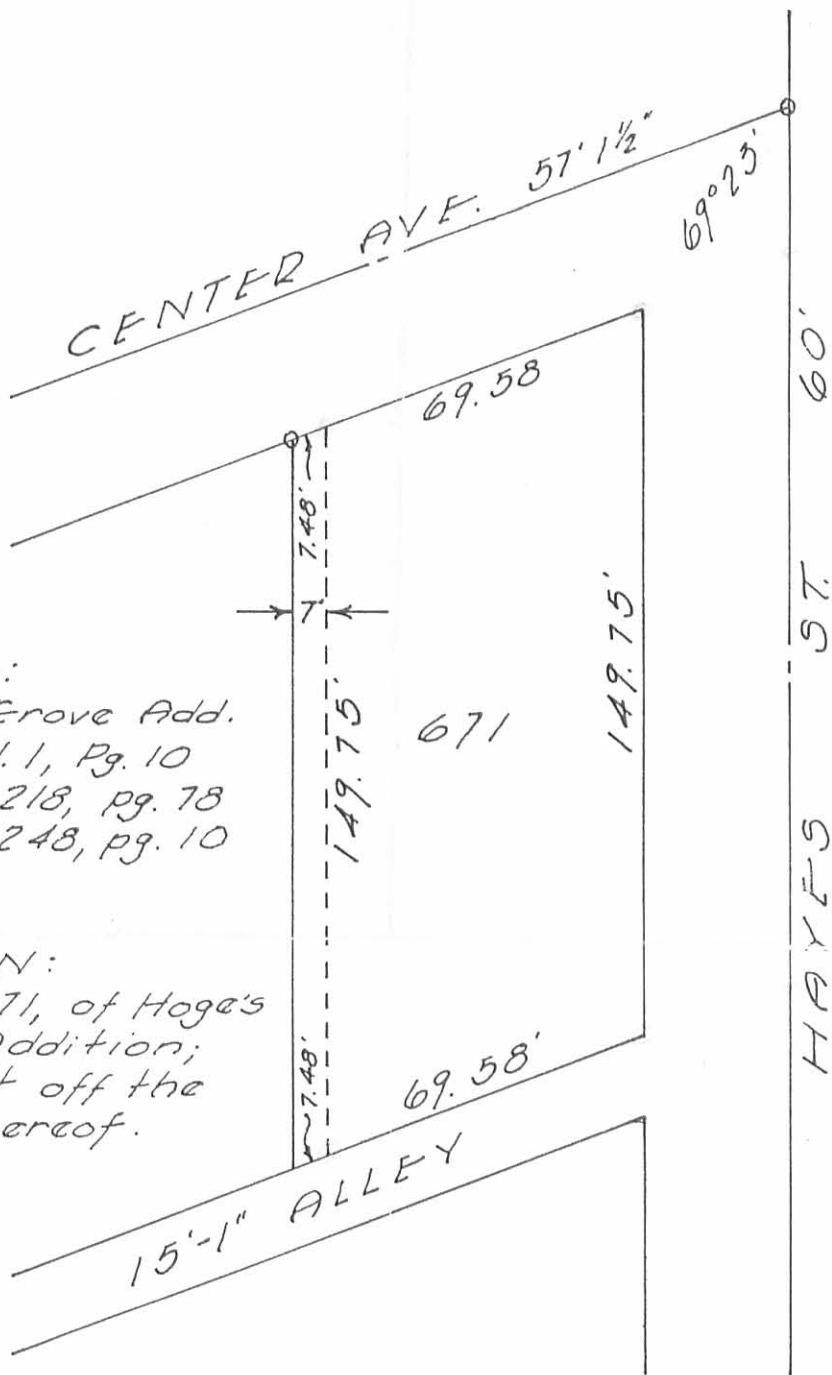 CENTER AVE. 57' 1½"
69°23'
69.58
7.48'
7'
149.75'
671
149.75'
HAYES ST. 60'
:
Grove Add.
.1, Pg. 10
218, pg. 78
248, pg. 10
N:
71, of Hoge's
Addition;
t off the
ereof.
7.48'
69.58'
15'-1" ALLEY